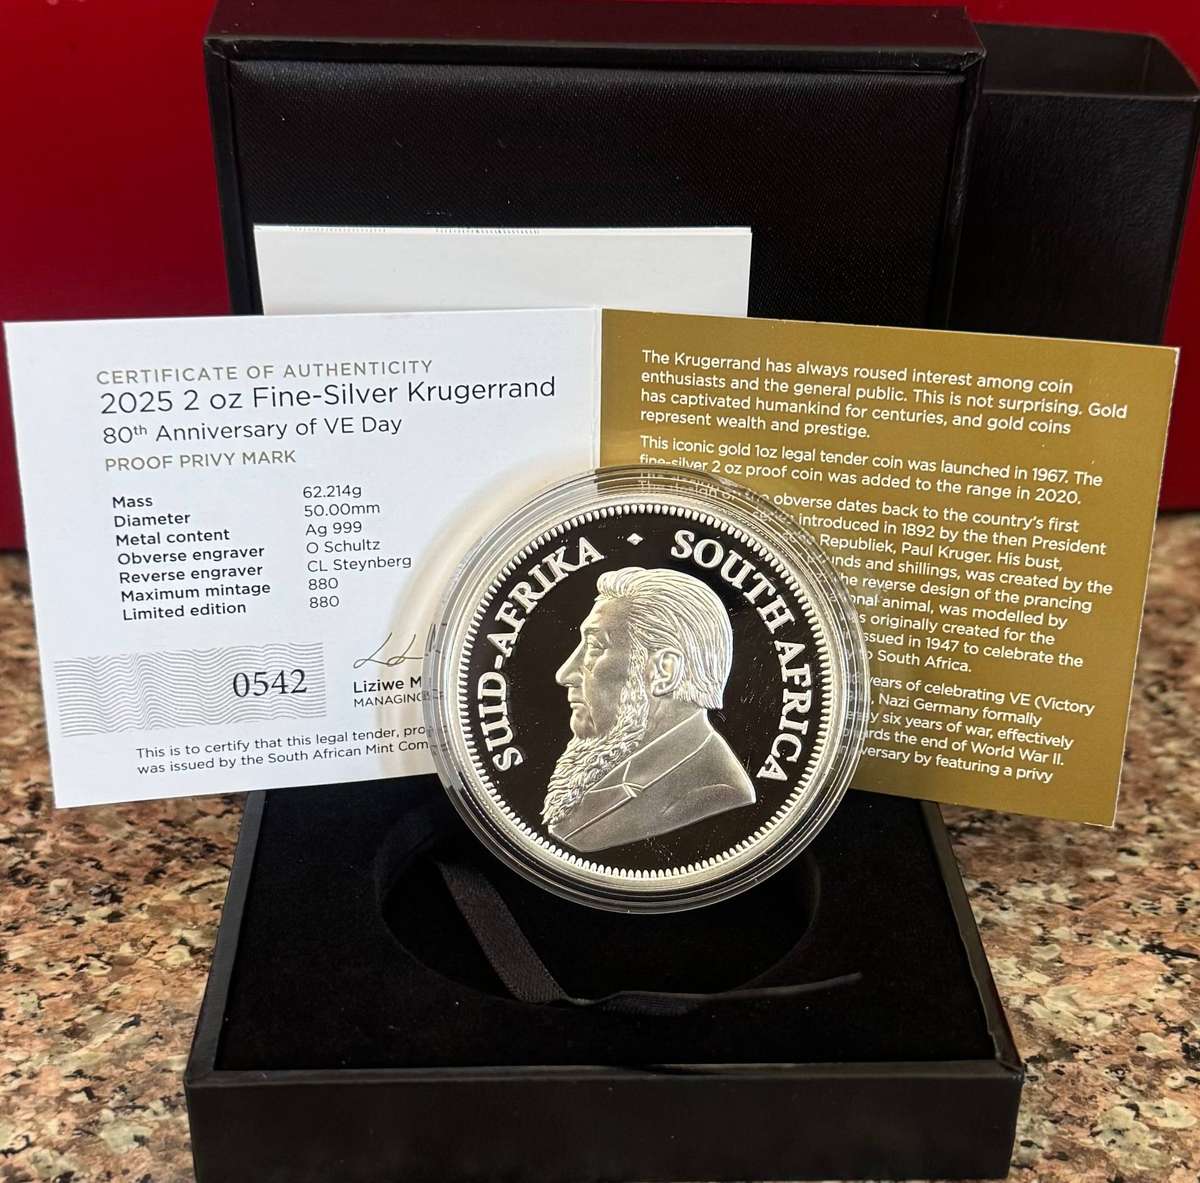 CERTIFICATE OF AUTHENTICITY
2025 2 oz Fine-Silver Krugerrand
80th Anniversary of VE Day
PROOF PRIVY MARK
Mass 62.214g
Diameter 50.00mm
Metal content Ag 999
Obverse engraver O Schultz
Reverse engraver CL Steynberg
Maximum mintage 880
Limited edition 880
0542
Liziwe M
MANAGING
This is to certify that this legal tender, pro
was issued by the South African Mint Com
The Krugerrand has always roused interest among coin
enthusiasts and the general public. This is not surprising. Gold
has captivated humankind for centuries, and gold coins
represent wealth and prestige.
This iconic gold 1oz legal tender coin was launched in 1967. The
fine-silver 2 oz proof coin was added to the range in 2020.
obverse dates back to the country's first
introduced in 1892 by the then President
Republiek, Paul Kruger. His bust,
nds and shillings, was created by the
he reverse design of the prancing
onal animal, was modelled by
s originally created for the
issued in 1947 to celebrate the
South Africa.
years of celebrating VE (Victory
, Nazi Germany formally
y six years of war, effectively
rds the end of World War II.
versary by featuring a privy
SUID-AFRIKA SOUTH AFRICA